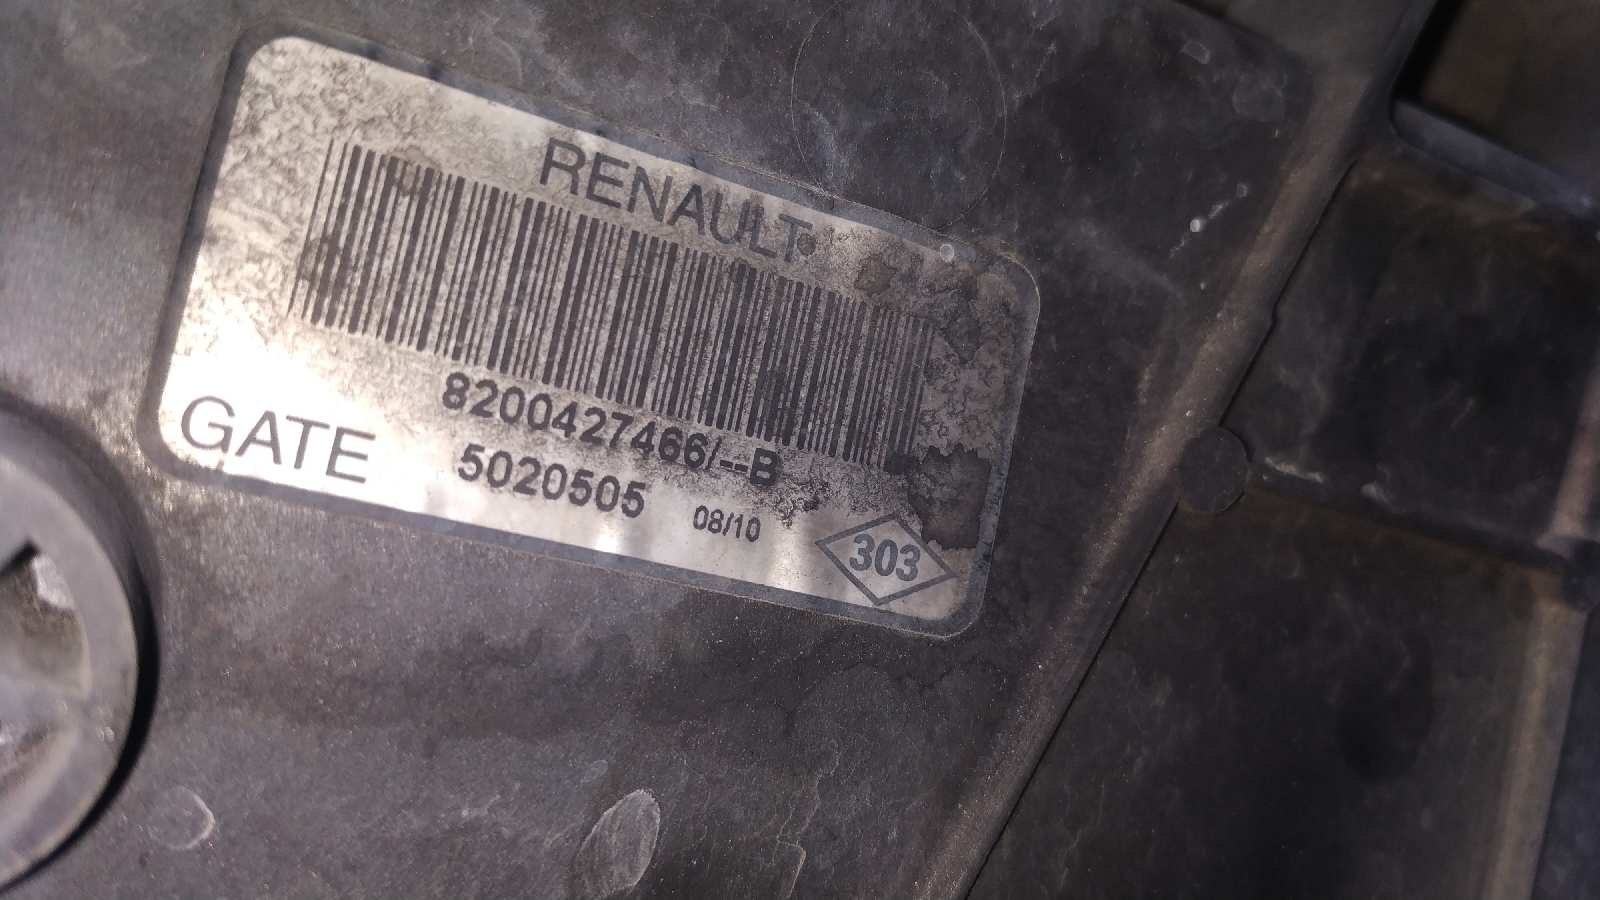 RENAULT
8200427466/--B
GATE
5020505
08/10
303